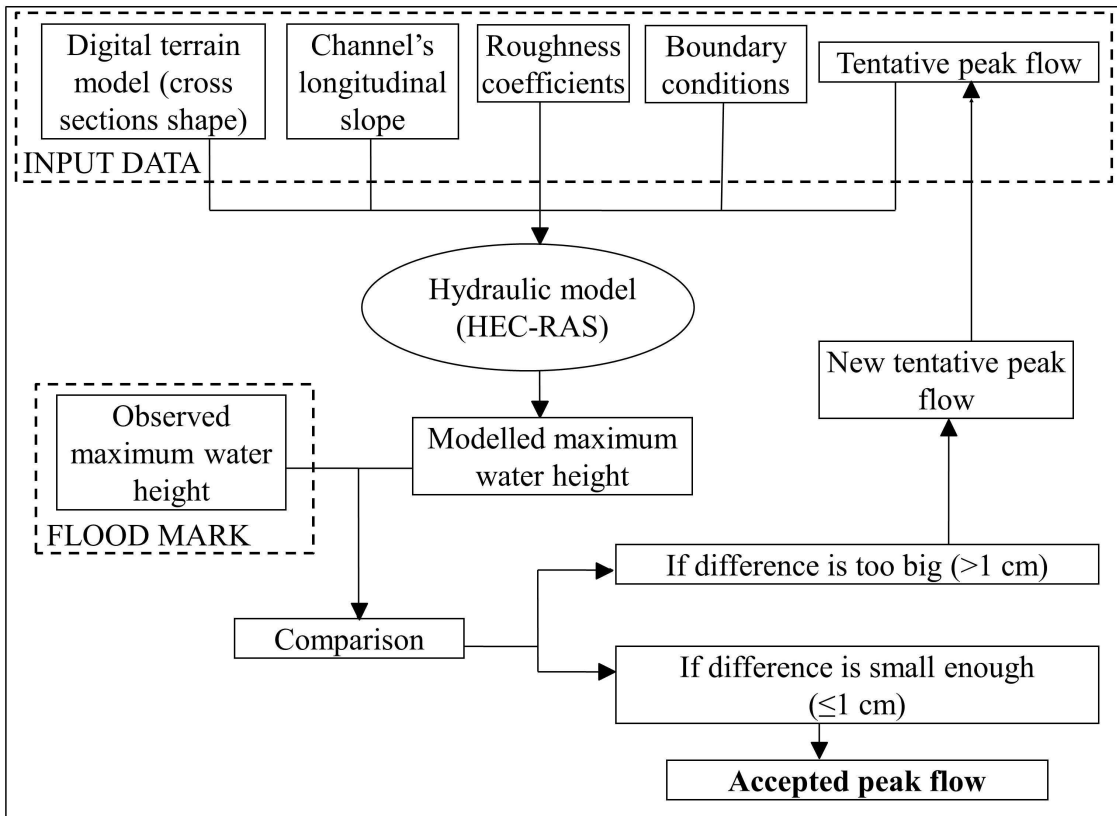 Digital terrain
model (cross
sections shape)
Channel's
longitudinal
slope
Roughness
coefficients
Boundary
conditions
Tentative peak flow
INPUT DATA
Hydraulic model
(HEC-RAS)
New tentative peak
flow
Observed
maximum water
height
FLOOD MARK
Modelled maximum
water height
If difference is too big (>1 cm)
Comparison
If difference is small enough
(≤1 cm)
Accepted peak flow